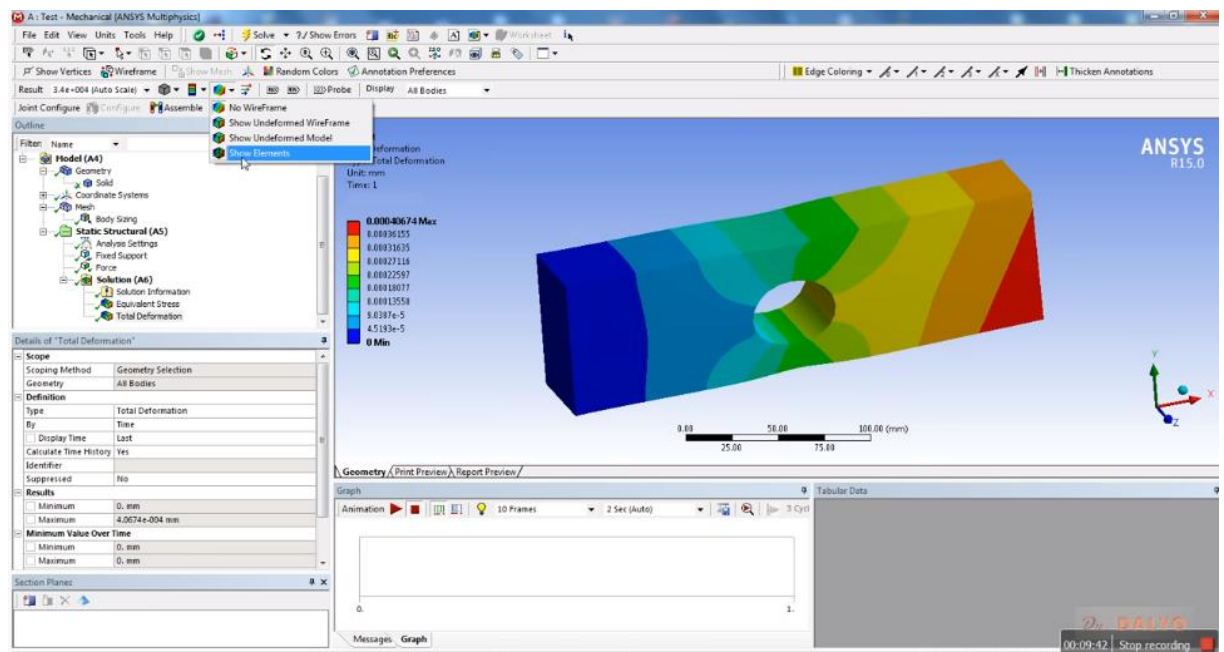 A : Test - Mechanical [ANSYS Multiphysics]
File Edit View Units Tools Help Solve ?/ Show Errors Worksheet
Show Vertices Wireframe Show Mesh Random Colors Annotation Preferences Edge Coloring Thicken Annotations
Result 3.4e+004 (Auto Scale) Probe Display All Bodies
Joint Configure Configure Assemble
No WireFrame
Show Undeformed WireFrame
Show Undeformed Model
Show Elements
Outline
Filter: Name
Model (A4)
Geometry
Solid
Coordinate Systems
Mesh
Body Sizing
Static Structural (A5)
Analysis Settings
Fixed Support
Force
Solution (A6)
Solution Information
Equivalent Stress
Total Deformation
Details of "Total Deformation"
Scope
Scoping Method Geometry Selection
Geometry All Bodies
Definition
Type Total Deformation
By Time
Display Time Last
Calculate Time History Yes
Identifier
Suppressed No
Results
Minimum 0. mm
Maximum 4.0674e-004 mm
Minimum Value Over Time
Minimum 0. mm
Maximum 0. mm
Section Planes
Total Deformation
Unit: mm
Time: 1
0.00040674 Max
0.00036155
0.00031635
0.00027116
0.00022597
0.00018077
0.00013558
9.0387e-5
4.5193e-5
0 Min
ANSYS
R15.0
Y
X
Z
0.00 50.00 100.00 (mm)
25.00 75.00
Geometry Print Preview Report Preview
Graph
Animation 10 Frames 2 Sec (Auto) 3 Cycl
0. 1.
Messages Graph
Tabular Data
DALYO
00:09:42 Stop recording